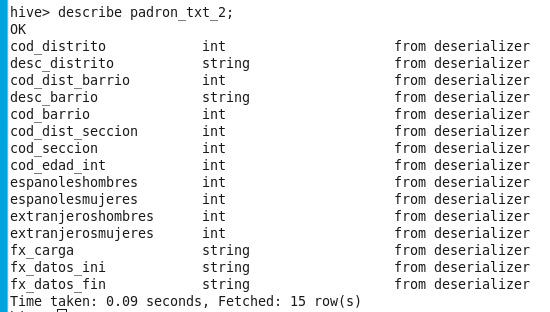 hive> describe padron_txt_2;
OK
cod_distrito int from deserializer
desc_distrito string from deserializer
cod_dist_barrio int from deserializer
desc_barrio string from deserializer
cod_barrio int from deserializer
cod_dist_seccion int from deserializer
cod_seccion int from deserializer
cod_edad_int int from deserializer
espanoleshombres int from deserializer
espanolesmujeres int from deserializer
extranjeroshombres int from deserializer
extranjerosmujeres int from deserializer
fx_carga string from deserializer
fx_datos_ini string from deserializer
fx_datos_fin string from deserializer
Time taken: 0.09 seconds, Fetched: 15 row(s)